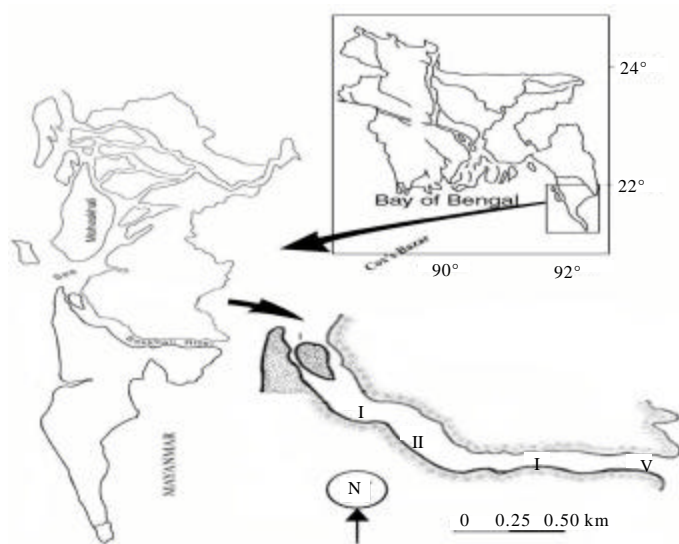 24°
22°
Bay of Bengal
90°
92°
Cox's Bazar
Moheshkhali
MAYANMAR
I
II
I
V
N
0 0.25 0.50 km